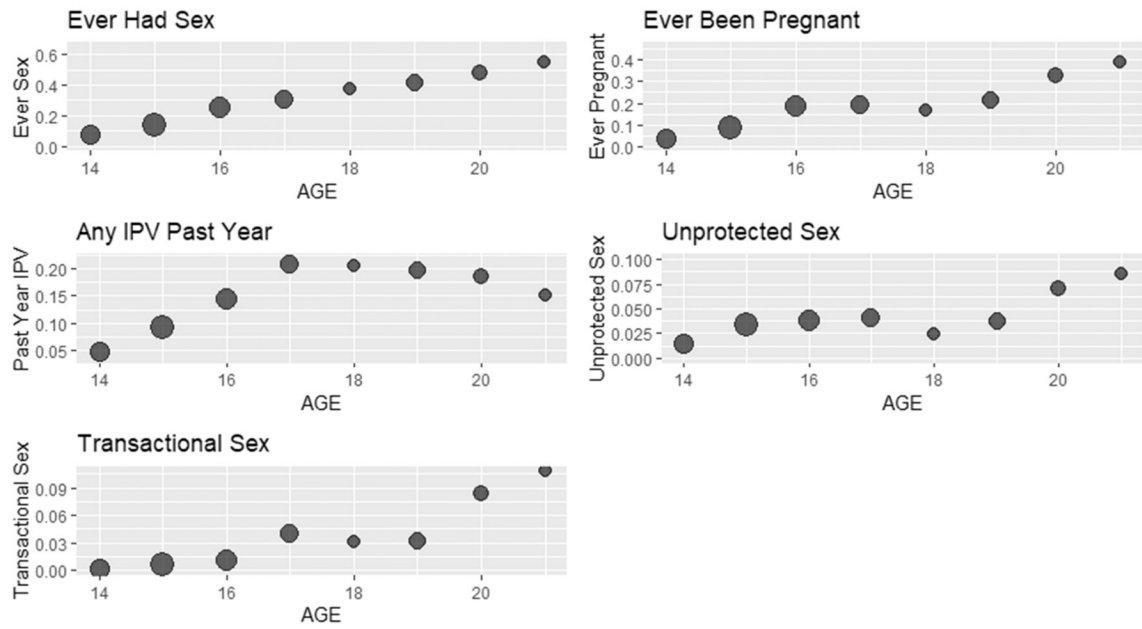 Ever Had Sex
Ever Sex
0.6
0.4
0.2
0.0
14
16
18
20
AGE
Ever Been Pregnant
Ever Pregnant
0.4
0.3
0.2
0.1
0.0
14
16
18
20
AGE
Any IPV Past Year
Past Year IPV
0.20
0.15
0.10
0.05
14
16
18
20
AGE
Unprotected Sex
Unprotected Sex
0.100
0.075
0.050
0.025
0.000
14
16
18
20
AGE
Transactional Sex
Transactional Sex
0.09
0.06
0.03
0.00
14
16
18
20
AGE